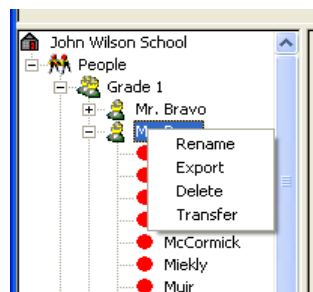 John Wilson School
People
Grade 1
Mr. Bravo
Rename
Export
Delete
Transfer
McCormick
Miekly
Muir